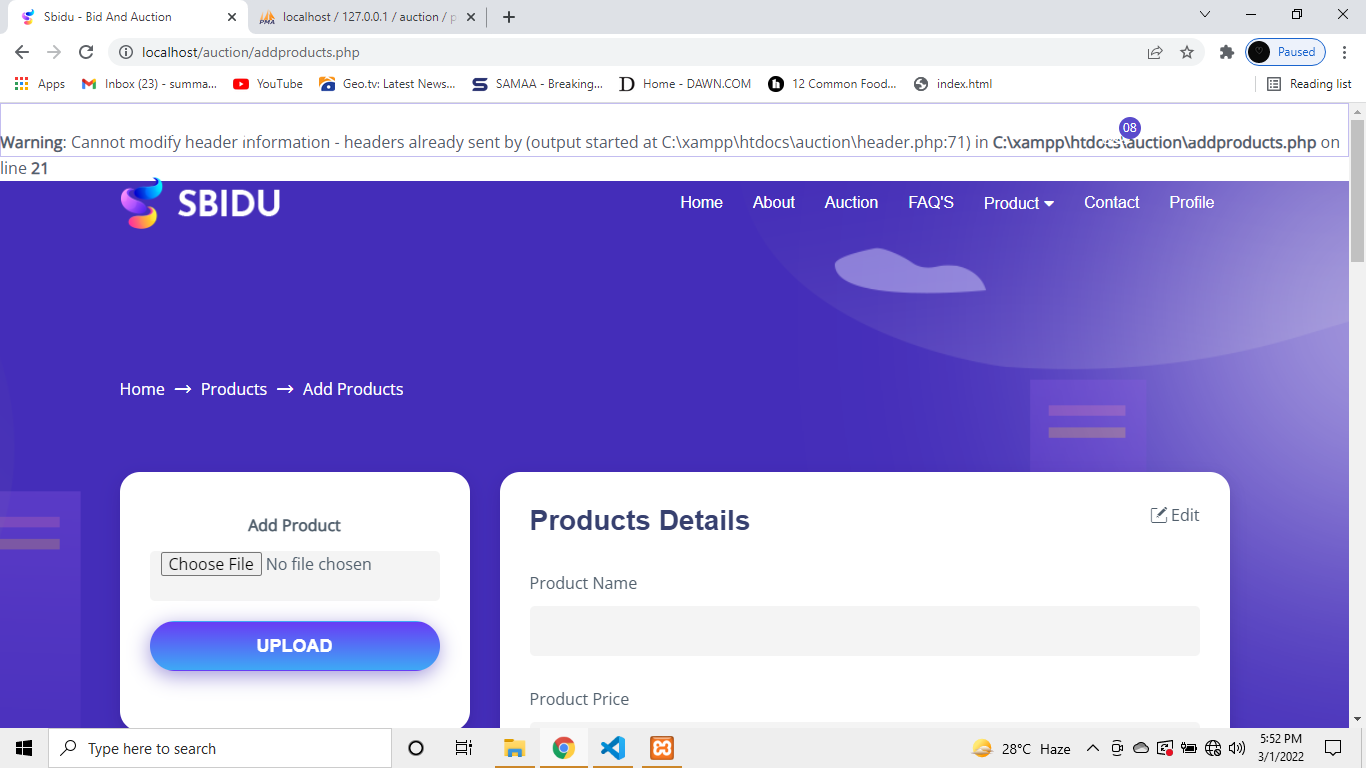 Sbidu - Bid And Auction
localhost / 127.0.0.1 / auction / p
localhost/auction/addproducts.php
Paused
Apps
Inbox (23) - summa...
YouTube
Geo.tv: Latest News...
SAMAA - Breaking...
Home - DAWN.COM
12 Common Food...
index.html
Reading list
08
Warning: Cannot modify header information - headers already sent by (output started at C:\xampp\htdocs\auction\header.php:71) in C:\xampp\htdocs\auction\addproducts.php on
line 21
SBIDU
Home About Auction FAQ'S Product Contact Profile
Home → Products → Add Products
Add Product
Choose File No file chosen
UPLOAD
Products Details
Edit
Product Name
Product Price
Type here to search
28°C Haze
5:52 PM
3/1/2022